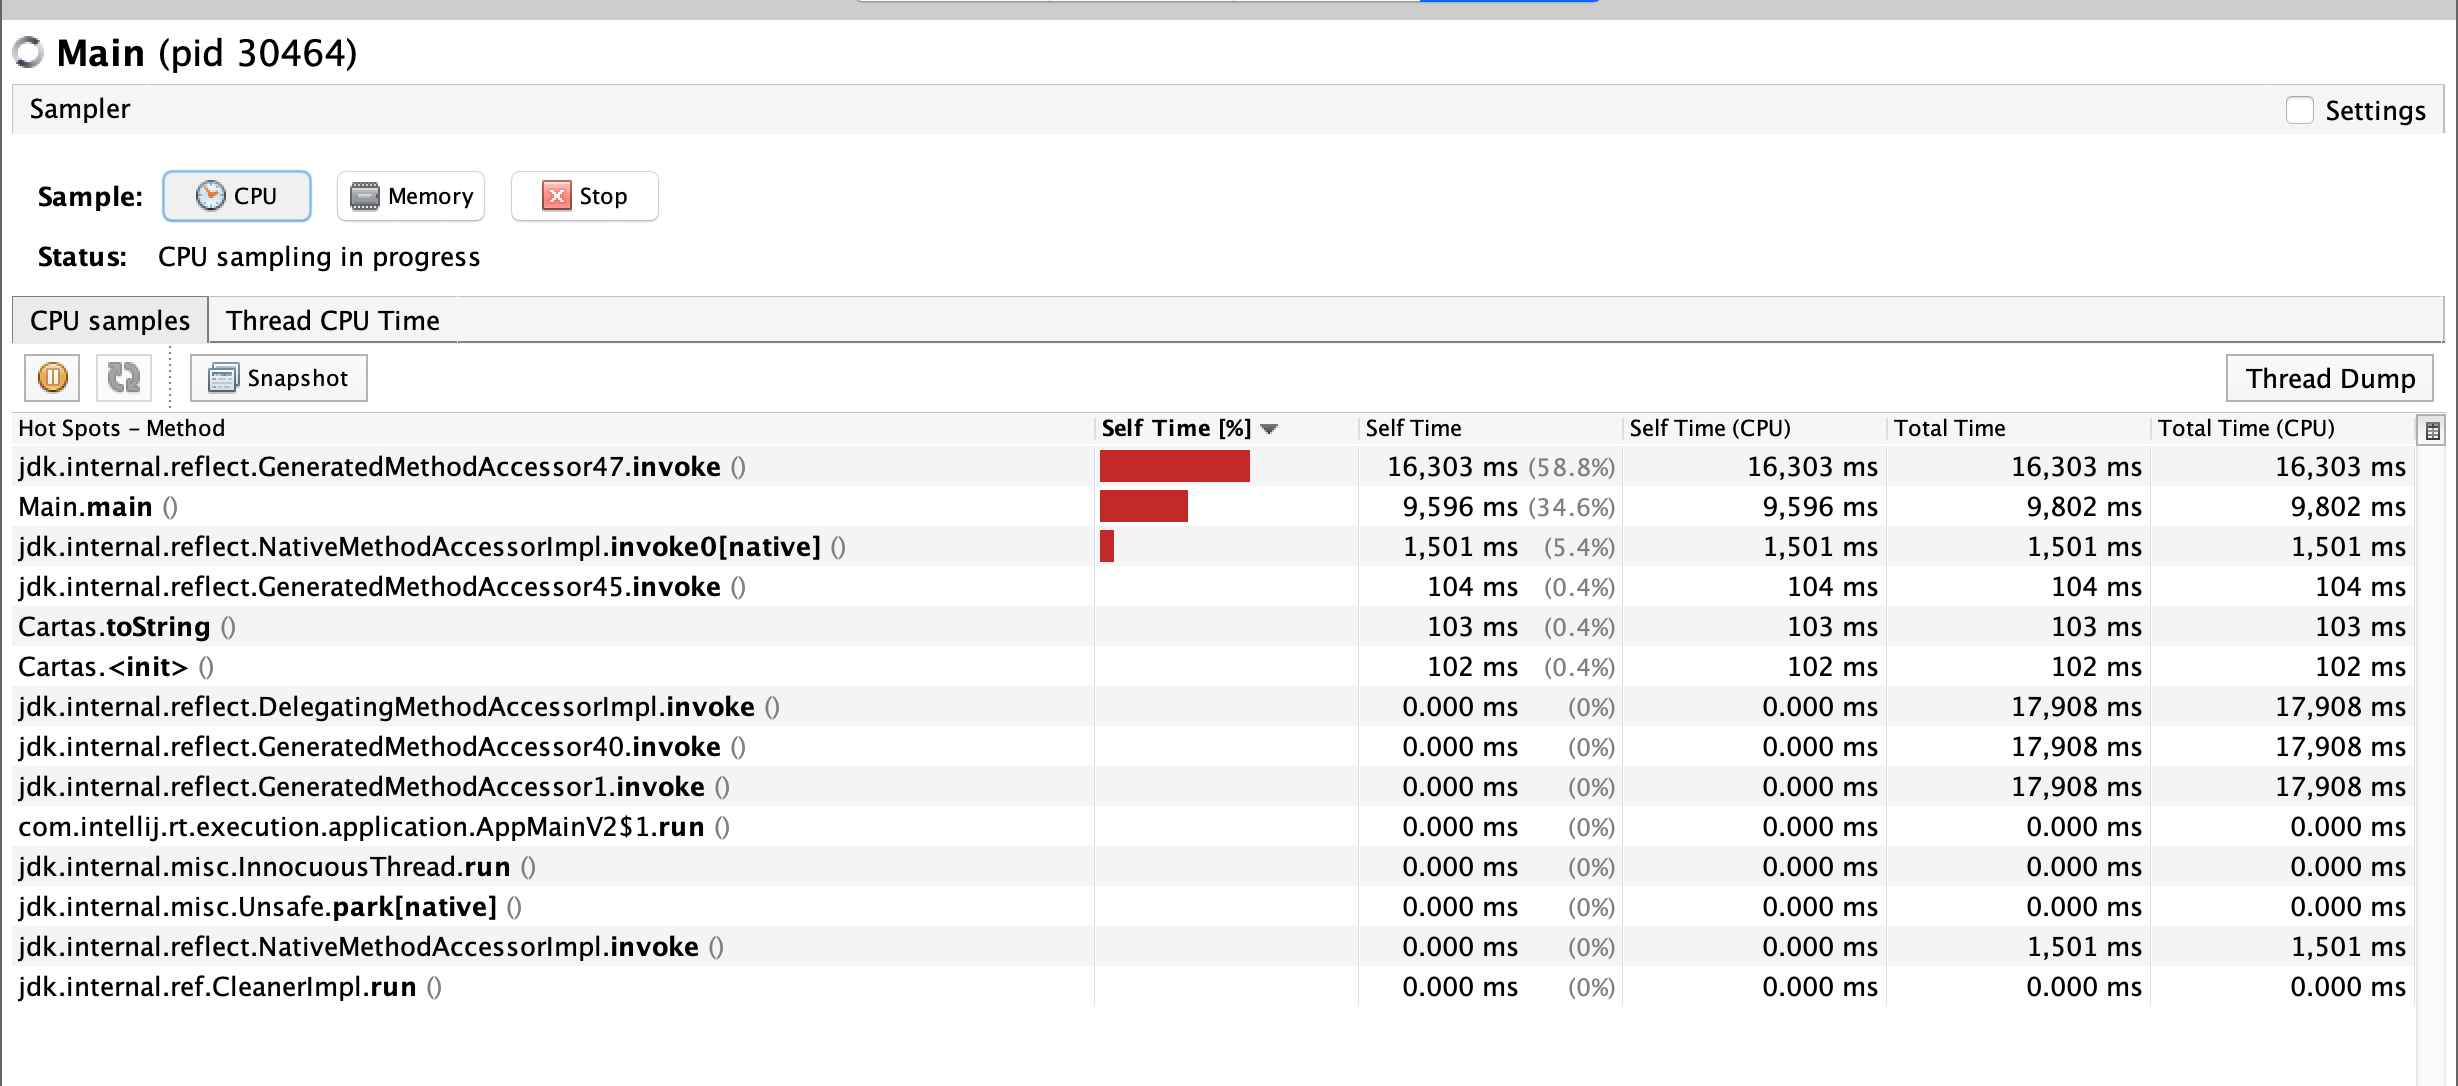 Main (pid 30464)
Sampler Settings
Sample: CPU Memory Stop
Status: CPU sampling in progress
CPU samples Thread CPU Time
Snapshot Thread Dump
Hot Spots – Method Self Time [%] Self Time Self Time (CPU) Total Time Total Time (CPU)
jdk.internal.reflect.GeneratedMethodAccessor47.invoke () 16,303 ms (58.8%) 16,303 ms 16,303 ms 16,303 ms
Main.main () 9,596 ms (34.6%) 9,596 ms 9,802 ms 9,802 ms
jdk.internal.reflect.NativeMethodAccessorImpl.invoke0[native] () 1,501 ms (5.4%) 1,501 ms 1,501 ms 1,501 ms
jdk.internal.reflect.GeneratedMethodAccessor45.invoke () 104 ms (0.4%) 104 ms 104 ms 104 ms
Cartas.toString () 103 ms (0.4%) 103 ms 103 ms 103 ms
Cartas.<init> () 102 ms (0.4%) 102 ms 102 ms 102 ms
jdk.internal.reflect.DelegatingMethodAccessorImpl.invoke () 0.000 ms (0%) 0.000 ms 17,908 ms 17,908 ms
jdk.internal.reflect.GeneratedMethodAccessor40.invoke () 0.000 ms (0%) 0.000 ms 17,908 ms 17,908 ms
jdk.internal.reflect.GeneratedMethodAccessor1.invoke () 0.000 ms (0%) 0.000 ms 17,908 ms 17,908 ms
com.intellij.rt.execution.application.AppMainV2$1.run () 0.000 ms (0%) 0.000 ms 0.000 ms 0.000 ms
jdk.internal.misc.InnocuousThread.run () 0.000 ms (0%) 0.000 ms 0.000 ms 0.000 ms
jdk.internal.misc.Unsafe.park[native] () 0.000 ms (0%) 0.000 ms 0.000 ms 0.000 ms
jdk.internal.reflect.NativeMethodAccessorImpl.invoke () 0.000 ms (0%) 0.000 ms 1,501 ms 1,501 ms
jdk.internal.ref.CleanerImpl.run () 0.000 ms (0%) 0.000 ms 0.000 ms 0.000 ms